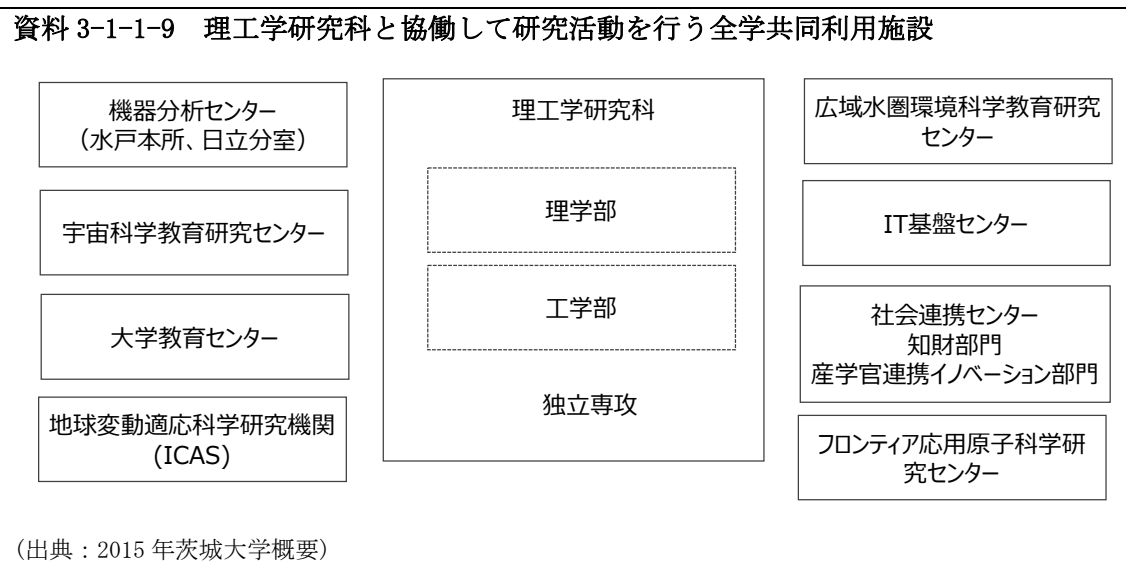 資料 3-1-1-9 理工学研究科と協働して研究活動を行う全学共同利用施設
機器分析センター
(水戸本所、日立分室)
宇宙科学教育研究センター
大学教育センター
地球変動適応科学研究機関
(ICAS)
理工学研究科
理学部
工学部
独立専攻
広域水圏環境科学教育研究
センター
IT基盤センター
社会連携センター
知財部門
産学官連携イノベーション部門
フロンティア応用原子科学研
究センター
(出典：2015 年茨城大学概要)